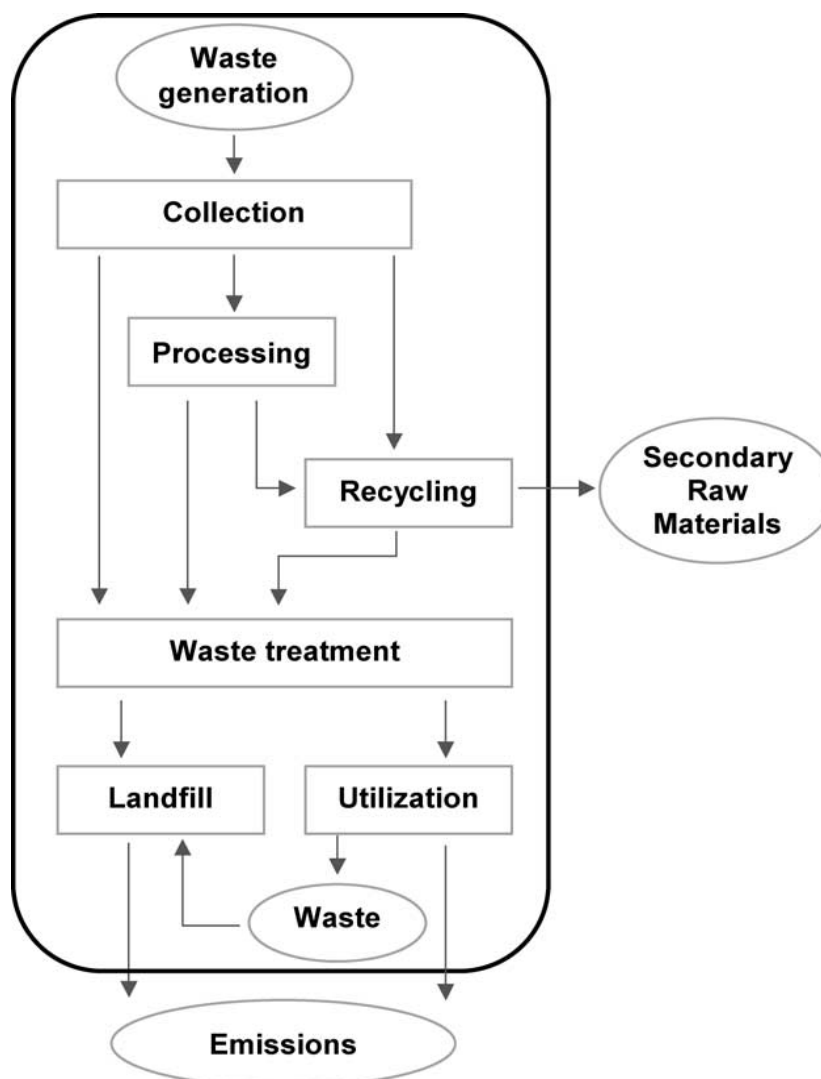 Waste
generation
Collection
Processing
Recycling
Secondary
Raw
Materials
Waste treatment
Landfill
Utilization
Waste
Emissions